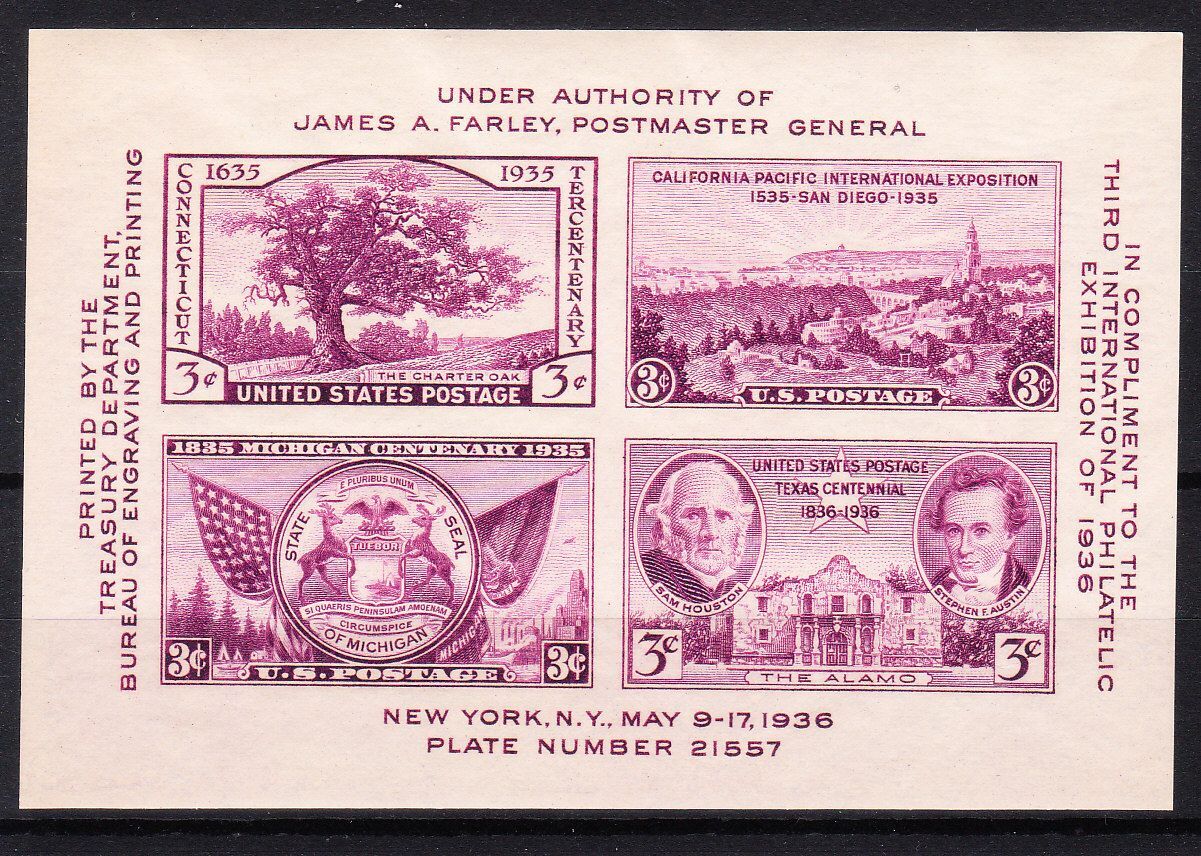 UNDER AUTHORITY OF
JAMES A. FARLEY, POSTMASTER GENERAL
PRINTED BY THE
TREASURY DEPARTMENT,
BUREAU OF ENGRAVING AND PRINTING
CONNECTICUT
1635
1935
TERCENTENARY
3¢
THE CHARTER OAK
3¢
UNITED STATES POSTAGE
CALIFORNIA PACIFIC INTERNATIONAL EXPOSITION
1535-SAN DIEGO-1935
3¢
3¢
U.S. POSTAGE
1835 MICHIGAN CENTENARY 1935
E PLURIBUS UNUM
STATE SEAL
TUEBOR
SI QUAERIS PENINSULAM AMOENAM
CIRCUMSPICE
OF MICHIGAN
3¢
MICHIG
3¢
U.S. POSTAGE
UNITED STATES POSTAGE
TEXAS CENTENNIAL
1836-1936
SAM HOUSTON
STEPHEN F. AUSTIN
3¢
3¢
THE ALAMO
IN COMPLIMENT TO THE
THIRD INTERNATIONAL PHILATELIC
EXHIBITION OF 1936
NEW YORK, N.Y., MAY 9-17, 1936
PLATE NUMBER 21557